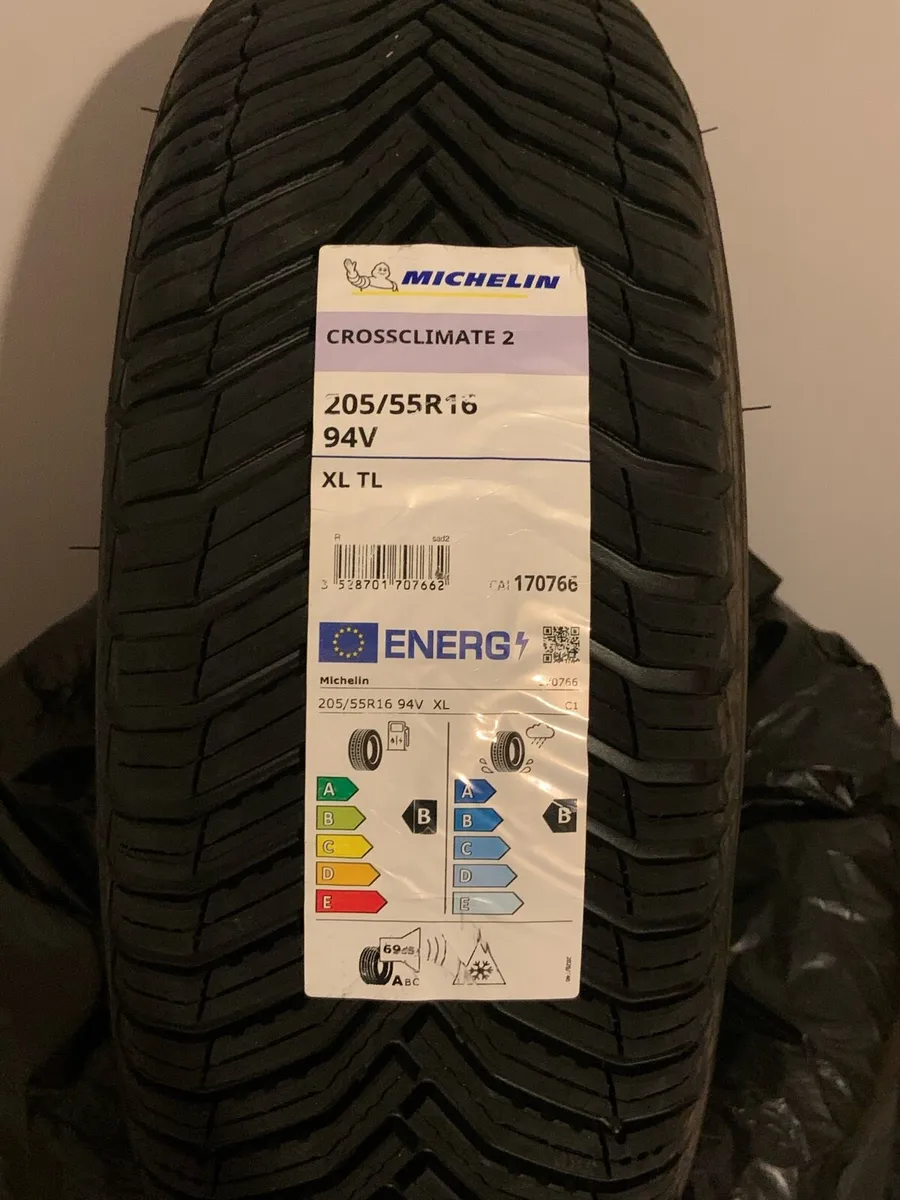 MICHELIN
CROSSCLIMATE 2
205/55R16
94V
XL TL
R sad2
3 528701 707662
CAI 170766
ENERG
Michelin
205/55R16 94V XL C1
A A
B B B B
C C
D D
E E
69dB
ABC